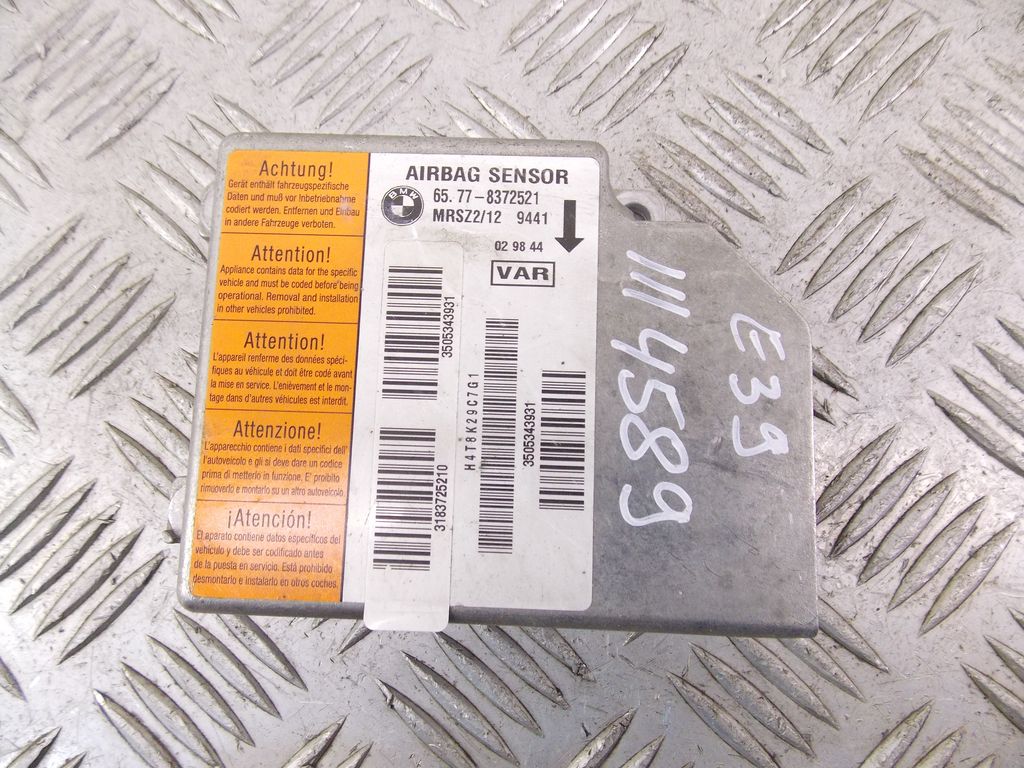 Achtung!
Gerät enthält fahrzeugspezifische
Daten und muß vor Inbetriebnahme
codiert werden. Entfernen und Einbau
in andere Fahrzeuge verboten.
Attention!
Appliance contains data for the specific
vehicle and must be coded before being
operational. Removal and installation
in other vehicles prohibited.
Attention!
L'appareil renferme des données spéci-
fiques au véhicule et doit être codé avant
la mise en service. L'enlèvement et le mon-
tage dans d'autres véhicules est interdit.
Attenzione!
L'apparecchio contiene i dati specifici dell'
l'autoveicolo e gli si deve dare un codice
prima di metterlo in funzione. E' proibito
rimuoverlo e montarlo su un altro autoveicolo.
¡Atención!
El aparato contiene datos específicos del
vehículo y debe ser codificado antes
de la puesta en servicio. Está prohibido
desmontarlo e instalarlo en otros coches.
AIRBAG SENSOR
BMW
65.77-8372521
MRSZ2/12 9441
02 98 44
VAR
3505343931
3183725210
H4T8K29C7G1
3505343931
1114589
E39